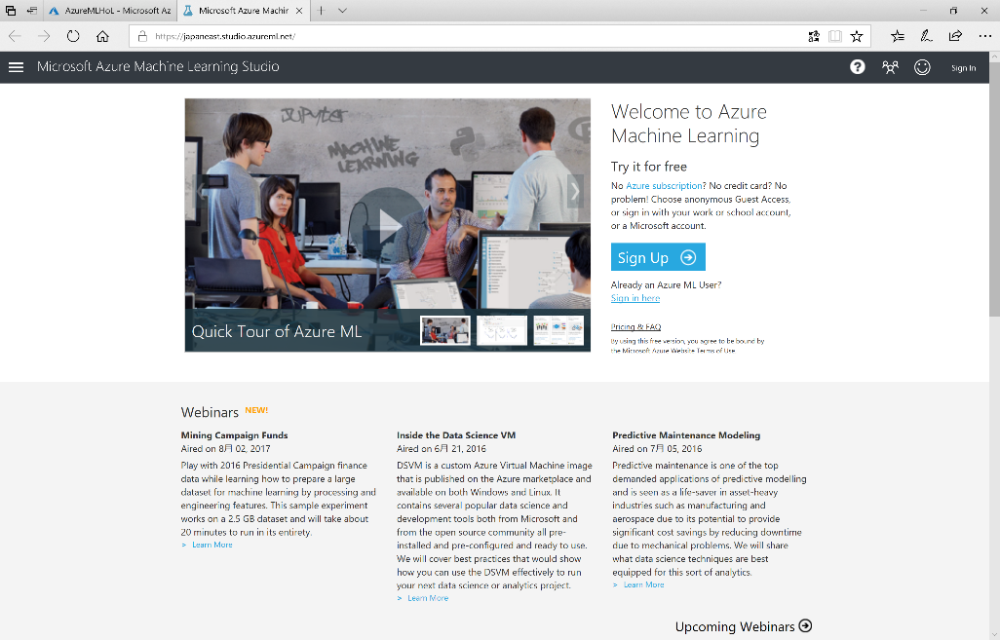 AzureMLHoL - Microsoft Az
Microsoft Azure Machin
https://japaneast.studio.azureml.net/
Microsoft Azure Machine Learning Studio
Sign In
JUPyter
MACHINE
LEARNING
Quick Tour of Azure ML
Welcome to Azure
Machine Learning
Try it for free
No Azure subscription? No credit card? No
problem! Choose anonymous Guest Access,
or sign in with your work or school account,
or a Microsoft account.
Sign Up
Already an Azure ML User?
Sign in here
Pricing & FAQ
By using this free version, you agree to be bound by
the Microsoft Azure Website Terms of Use
Webinars NEW!
Mining Campaign Funds
Aired on 8月 02, 2017
Play with 2016 Presidential Campaign finance
data while learning how to prepare a large
dataset for machine learning by processing and
engineering features. This sample experiment
works on a 2.5 GB dataset and will take about
20 minutes to run in its entirety.
> Learn More
Inside the Data Science VM
Aired on 6月 21, 2016
DSVM is a custom Azure Virtual Machine image
that is published on the Azure marketplace and
available on both Windows and Linux. It
contains several popular data science and
development tools both from Microsoft and
from the open source community all pre-
installed and pre-configured and ready to use.
We will cover best practices that would show
how you can use the DSVM effectively to run
your next data science or analytics project.
> Learn More
Predictive Maintenance Modeling
Aired on 7月 05, 2016
Predictive maintenance is one of the top
demanded applications of predictive modelling
and is seen as a life-saver in asset-heavy
industries such as manufacturing and
aerospace due to its potential to provide
significant cost savings by reducing downtime
due to mechanical problems. We will share
what data science techniques are best
equipped for this sort of analytics.
> Learn More
Upcoming Webinars